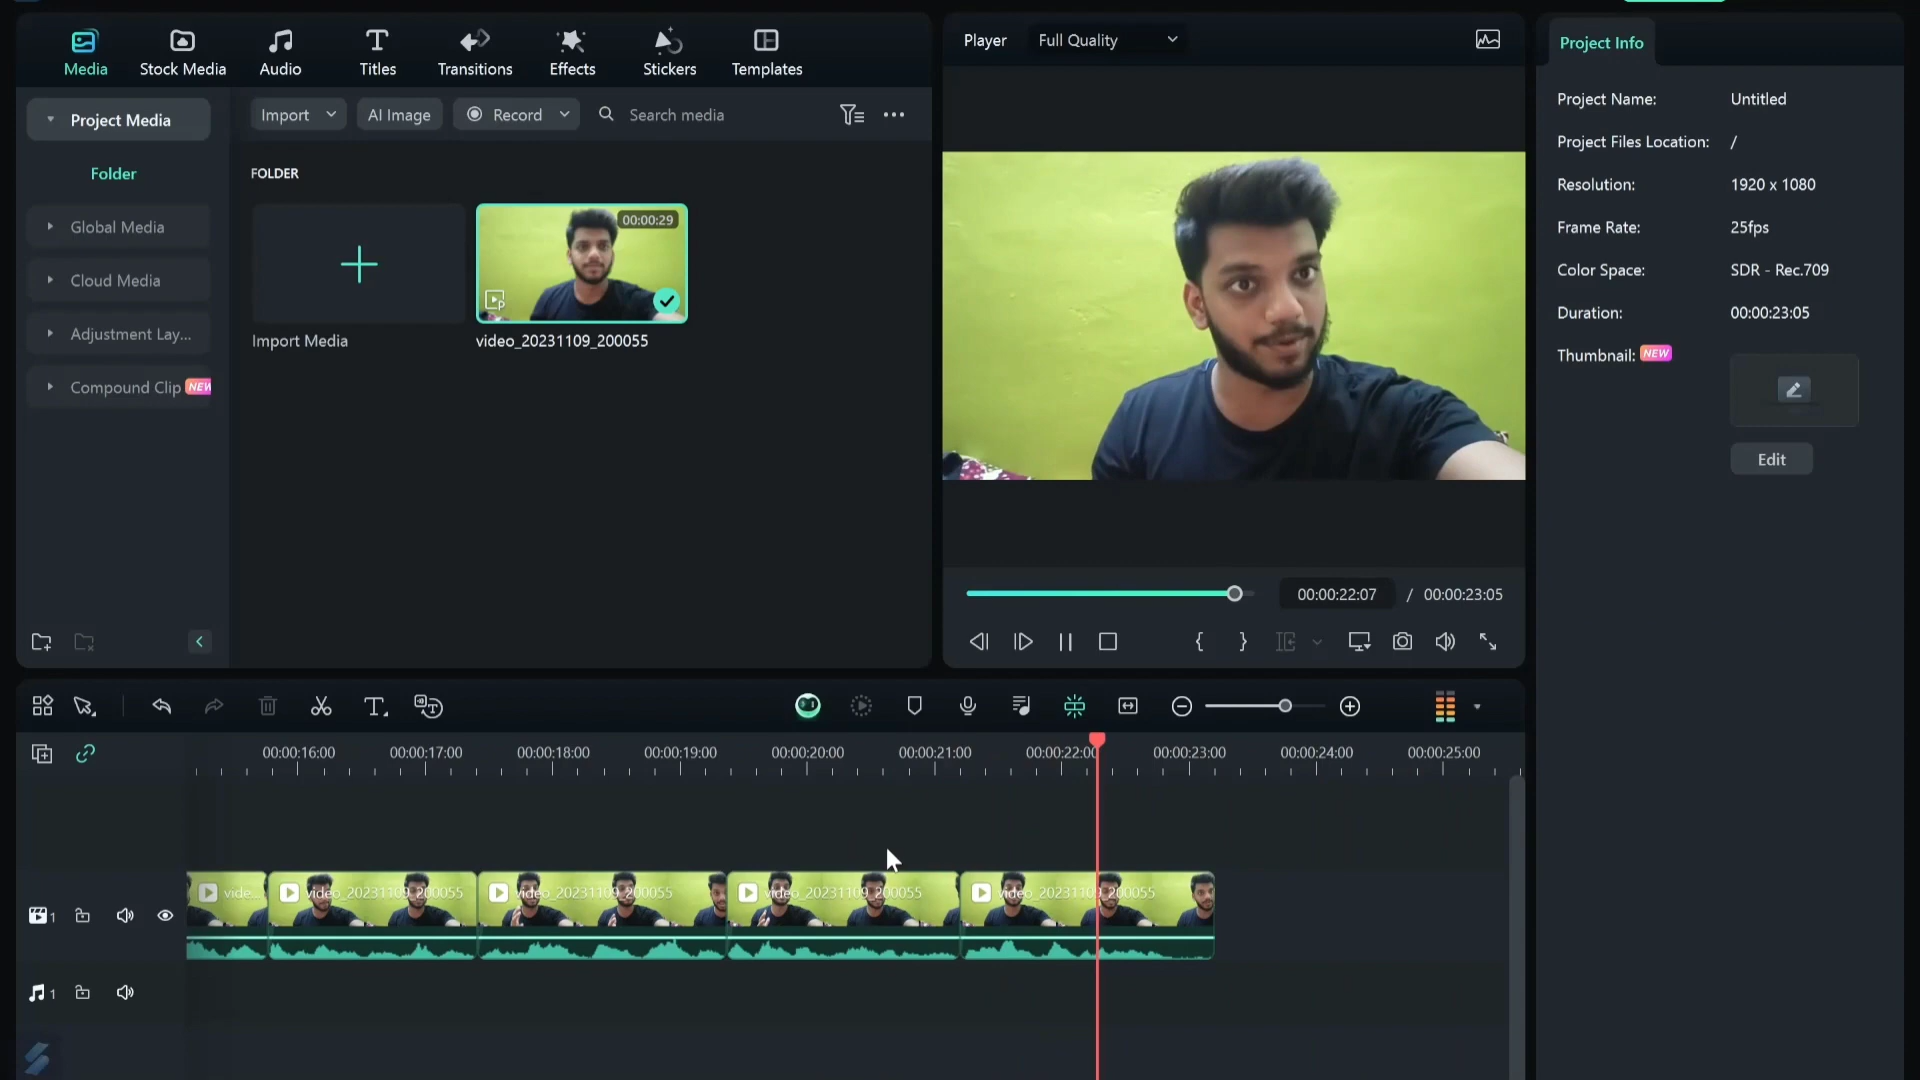 Media
Stock Media
Audio
Titles
Transitions
Effects
Stickers
Templates
Player
Full Quality
Project Info
Project Media
Import
AI Image
Record
Search media
Folder
FOLDER
Global Media
Cloud Media
Adjustment Lay...
Compound Clip NEW
00:00:29
Import Media
video_20231109_200055
Project Name: Untitled
Project Files Location: /
Resolution: 1920 x 1080
Frame Rate: 25fps
Color Space: SDR - Rec.709
Duration: 00:00:23:05
Thumbnail: NEW
Edit
00:00:22:07 / 00:00:23:05
{ }
00:00:16:00 00:00:17:00 00:00:18:00 00:00:19:00 00:00:20:00 00:00:21:00 00:00:22:00 00:00:23:00 00:00:24:00 00:00:25:00
vide... video_20231109_200055 video_20231109_200055 video_20231109_200055 video_20231109_200055
1
1